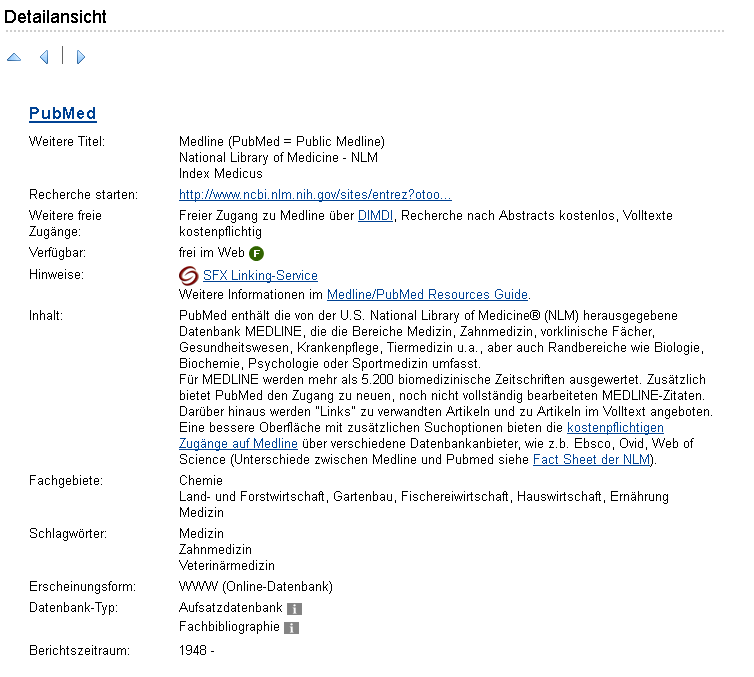 Detailansicht
PubMed
Weitere Titel: Medline (PubMed = Public Medline)
National Library of Medicine - NLM
Index Medicus
Recherche starten: http://www.ncbi.nlm.nih.gov/sites/entrez?otoo...
Weitere freie Zugänge: Freier Zugang zu Medline über DIMDI, Recherche nach Abstracts kostenlos, Volltexte
kostenpflichtig
Verfügbar: frei im Web F
Hinweise: SFX Linking-Service
Weitere Informationen im Medline/PubMed Resources Guide.
Inhalt: PubMed enthält die von der U.S. National Library of Medicine® (NLM) herausgegebene
Datenbank MEDLINE, die die Bereiche Medizin, Zahnmedizin, vorklinische Fächer,
Gesundheitswesen, Krankenpflege, Tiermedizin u.a., aber auch Randbereiche wie Biologie,
Biochemie, Psychologie oder Sportmedizin umfasst.
Für MEDLINE werden mehr als 5.200 biomedizinische Zeitschriften ausgewertet. Zusätzlich
bietet PubMed den Zugang zu neuen, noch nicht vollständig bearbeiteten MEDLINE-Zitaten.
Darüber hinaus werden "Links" zu verwandten Artikeln und zu Artikeln im Volltext angeboten.
Eine bessere Oberfläche mit zusätzlichen Suchoptionen bieten die kostenpflichtigen
Zugänge auf Medline über verschiedene Datenbankanbieter, wie z.b. Ebsco, Ovid, Web of
Science (Unterschiede zwischen Medline und Pubmed siehe Fact Sheet der NLM).
Fachgebiete: Chemie
Land- und Forstwirtschaft, Gartenbau, Fischereiwirtschaft, Hauswirtschaft, Ernährung
Medizin
Schlagwörter: Medizin
Zahnmedizin
Veterinärmedizin
Erscheinungsform: WWW (Online-Datenbank)
Datenbank-Typ: Aufsatzdatenbank i
Fachbibliographie i
Berichtszeitraum: 1948 -